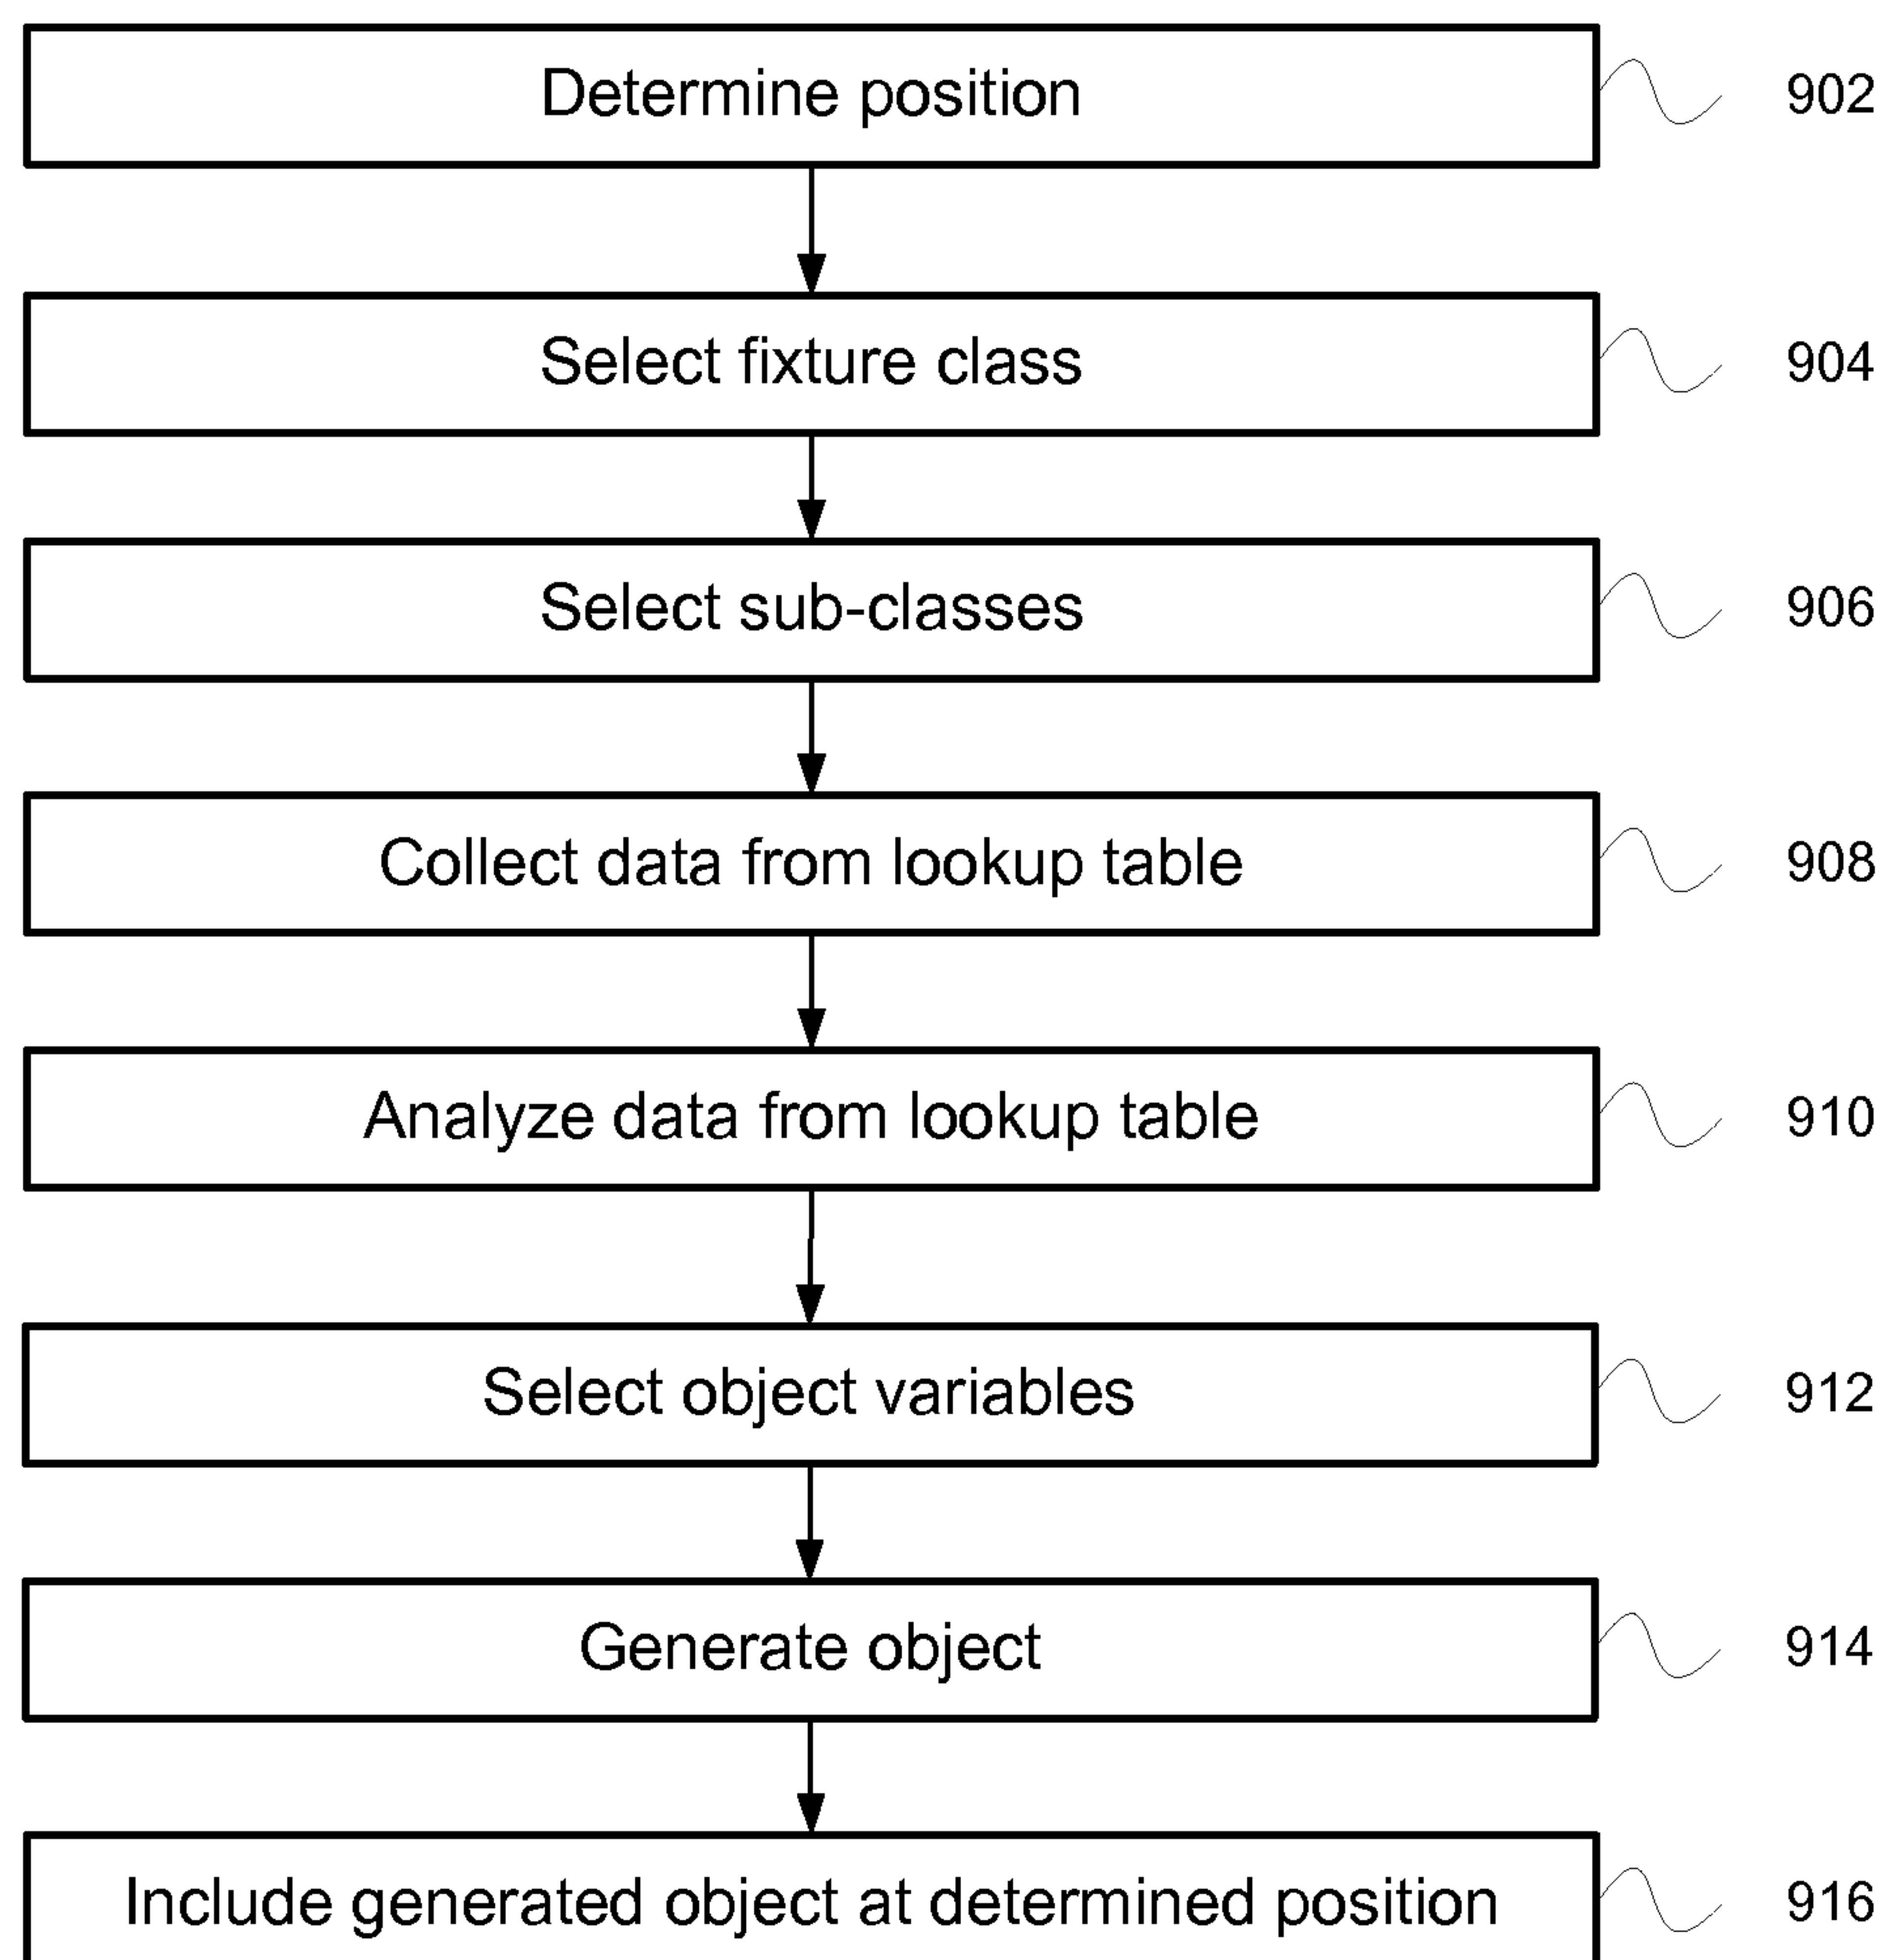 Determine position 902
Select fixture class 904
Select sub-classes 906
Collect data from lookup table 908
Analyze data from lookup table 910
Select object variables 912
Generate object 914
Include generated object at determined position 916